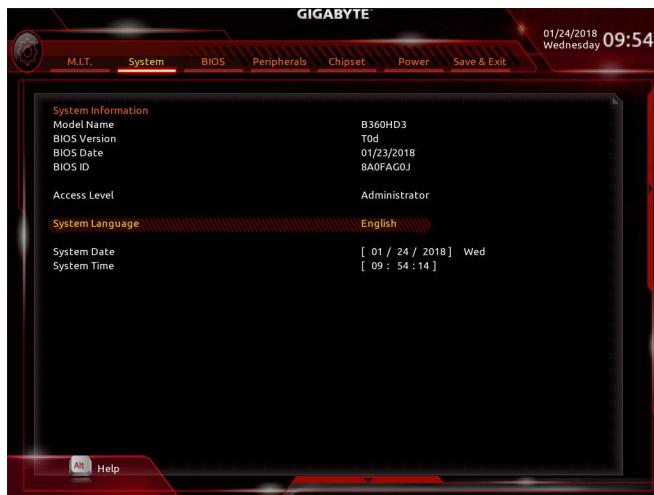 GIGABYTE™
01/24/2018
Wednesday 09:54
M.I.T. System BIOS Peripherals Chipset Power Save & Exit
System Information
Model Name B360HD3
BIOS Version T0d
BIOS Date 01/23/2018
BIOS ID 8A0FAG0J
Access Level Administrator
System Language English
System Date [ 01 / 24 / 2018 ] Wed
System Time [ 09 : 54 : 14 ]
Alt Help